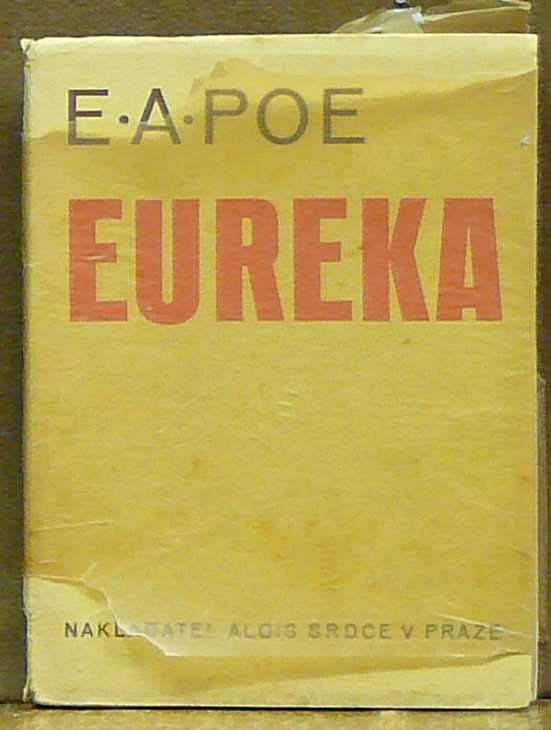 E·A·POE
EUREKA
NAKLADATEL ALOIS SRDCE V PRAZE